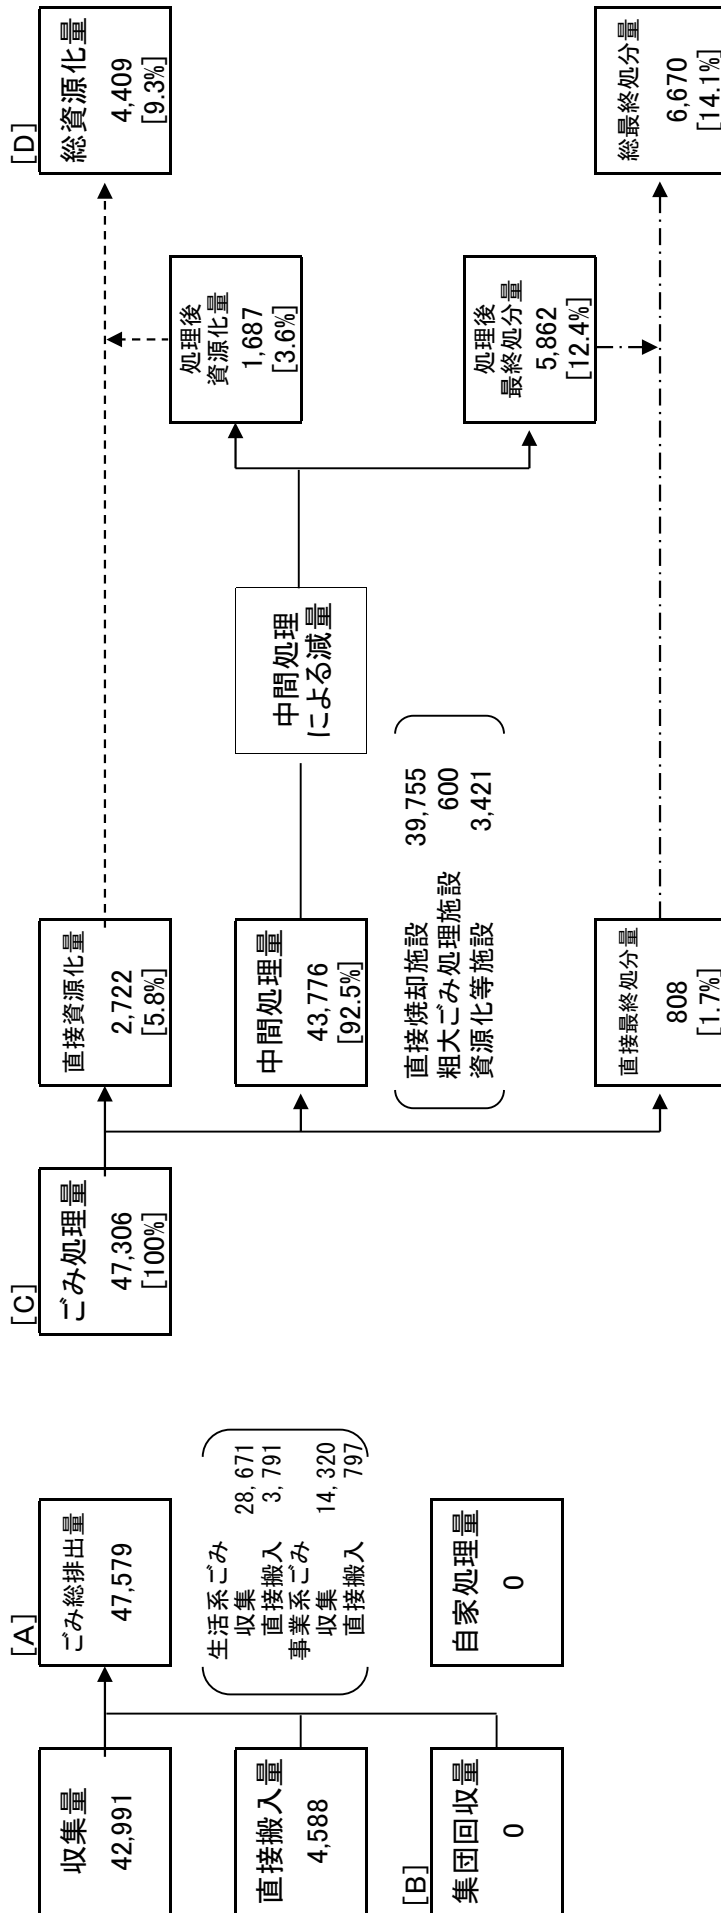 収集量
42,991
直接搬入量
4,588
[B]
集団回収量
0
[A]
ごみ総排出量
47,579
生活系ごみ
収集 28,671
直接搬入 3,791
事業系ごみ
収集 14,320
直接搬入 797
自家処理量
0
[C]
ごみ処理量
47,306
[100%]
直接資源化量
2,722
[5.8%]
中間処理量
43,776
[92.5%]
直接焼却施設 39,755
粗大ごみ処理施設 600
資源化等施設 3,421
直接最終処分量
808
[1.7%]
中間処理
による減量
処理後
資源化量
1,687
[3.6%]
処理後
最終処分量
5,862
[12.4%]
[D]
総資源化量
4,409
[9.3%]
総最終処分量
6,670
[14.1%]